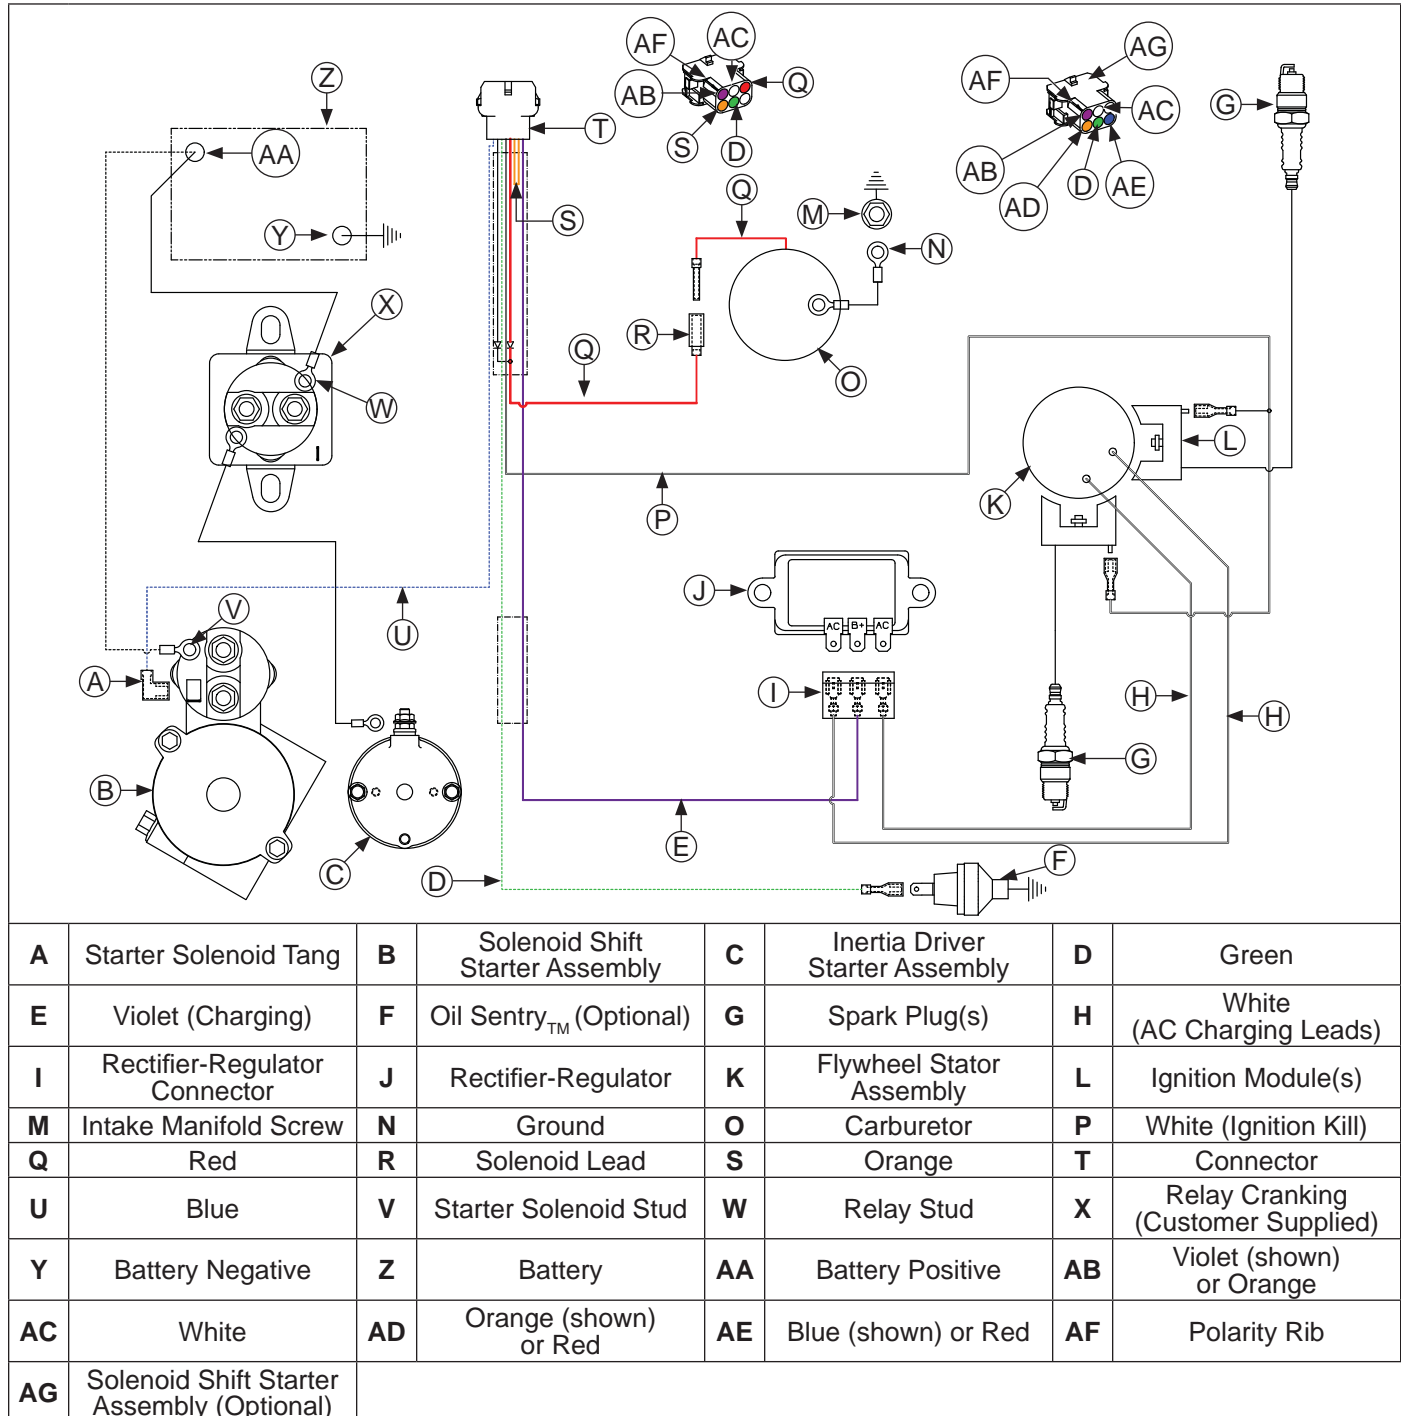 AF
AC
AG
Z
AB
Q
AF
AC
G
T
S
D
AB
AD
D
AE
AA
Q
M
N
S
Y
X
R
Q
O
W
I
L
K
P
J
AC
B+
AC
V
U
A
I
H
H
G
B
E
C
D
F
A Starter Solenoid Tang B Solenoid Shift Starter Assembly C Inertia Driver Starter Assembly D Green
E Violet (Charging) F Oil Sentry TM (Optional) G Spark Plug(s) H White (AC Charging Leads)
I Rectifier-Regulator Connector J Rectifier-Regulator K Flywheel Stator Assembly L Ignition Module(s)
M Intake Manifold Screw N Ground O Carburetor P White (Ignition Kill)
Q Red R Solenoid Lead S Orange T Connector
U Blue V Starter Solenoid Stud W Relay Stud X Relay Cranking (Customer Supplied)
Y Battery Negative Z Battery AA Battery Positive AB Violet (shown) or Orange
AC White AD Orange (shown) or Red AE Blue (shown) or Red AF Polarity Rib
AG Solenoid Shift Starter Assembly (Optional)